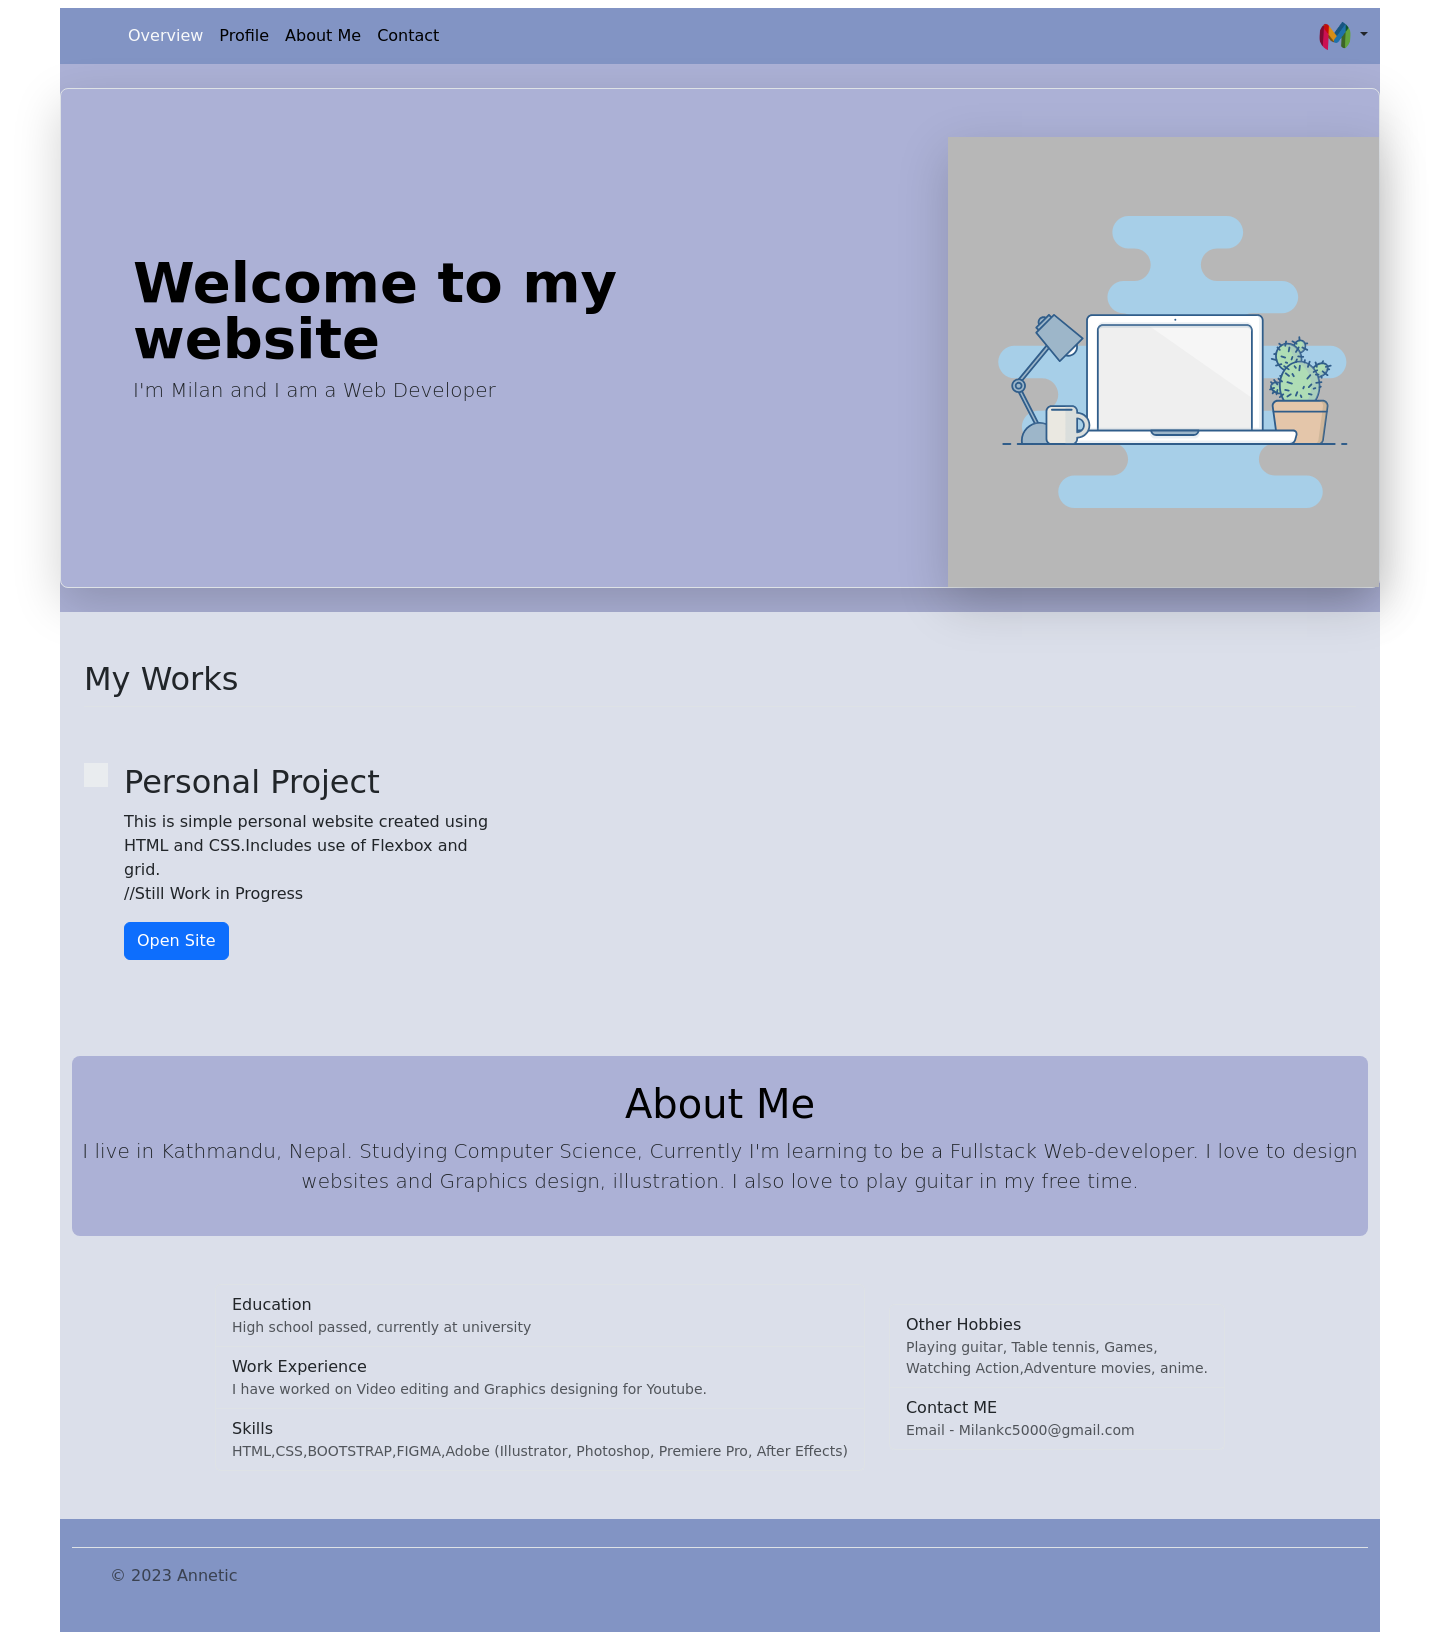 Overview Profile About Me Contact
Welcome to my
website
I'm Milan and I am a Web Developer
My Works
Personal Project
This is simple personal website created using
HTML and CSS.Includes use of Flexbox and
grid.
//Still Work in Progress
Open Site
About Me
I live in Kathmandu, Nepal. Studying Computer Science, Currently I'm learning to be a Fullstack Web-developer. I love to design
websites and Graphics design, illustration. I also love to play guitar in my free time.
Education
High school passed, currently at university
Work Experience
I have worked on Video editing and Graphics designing for Youtube.
Skills
HTML,CSS,BOOTSTRAP,FIGMA,Adobe (Illustrator, Photoshop, Premiere Pro, After Effects)
Other Hobbies
Playing guitar, Table tennis, Games,
Watching Action,Adventure movies, anime.
Contact ME
Email - Milankc5000@gmail.com
© 2023 Annetic